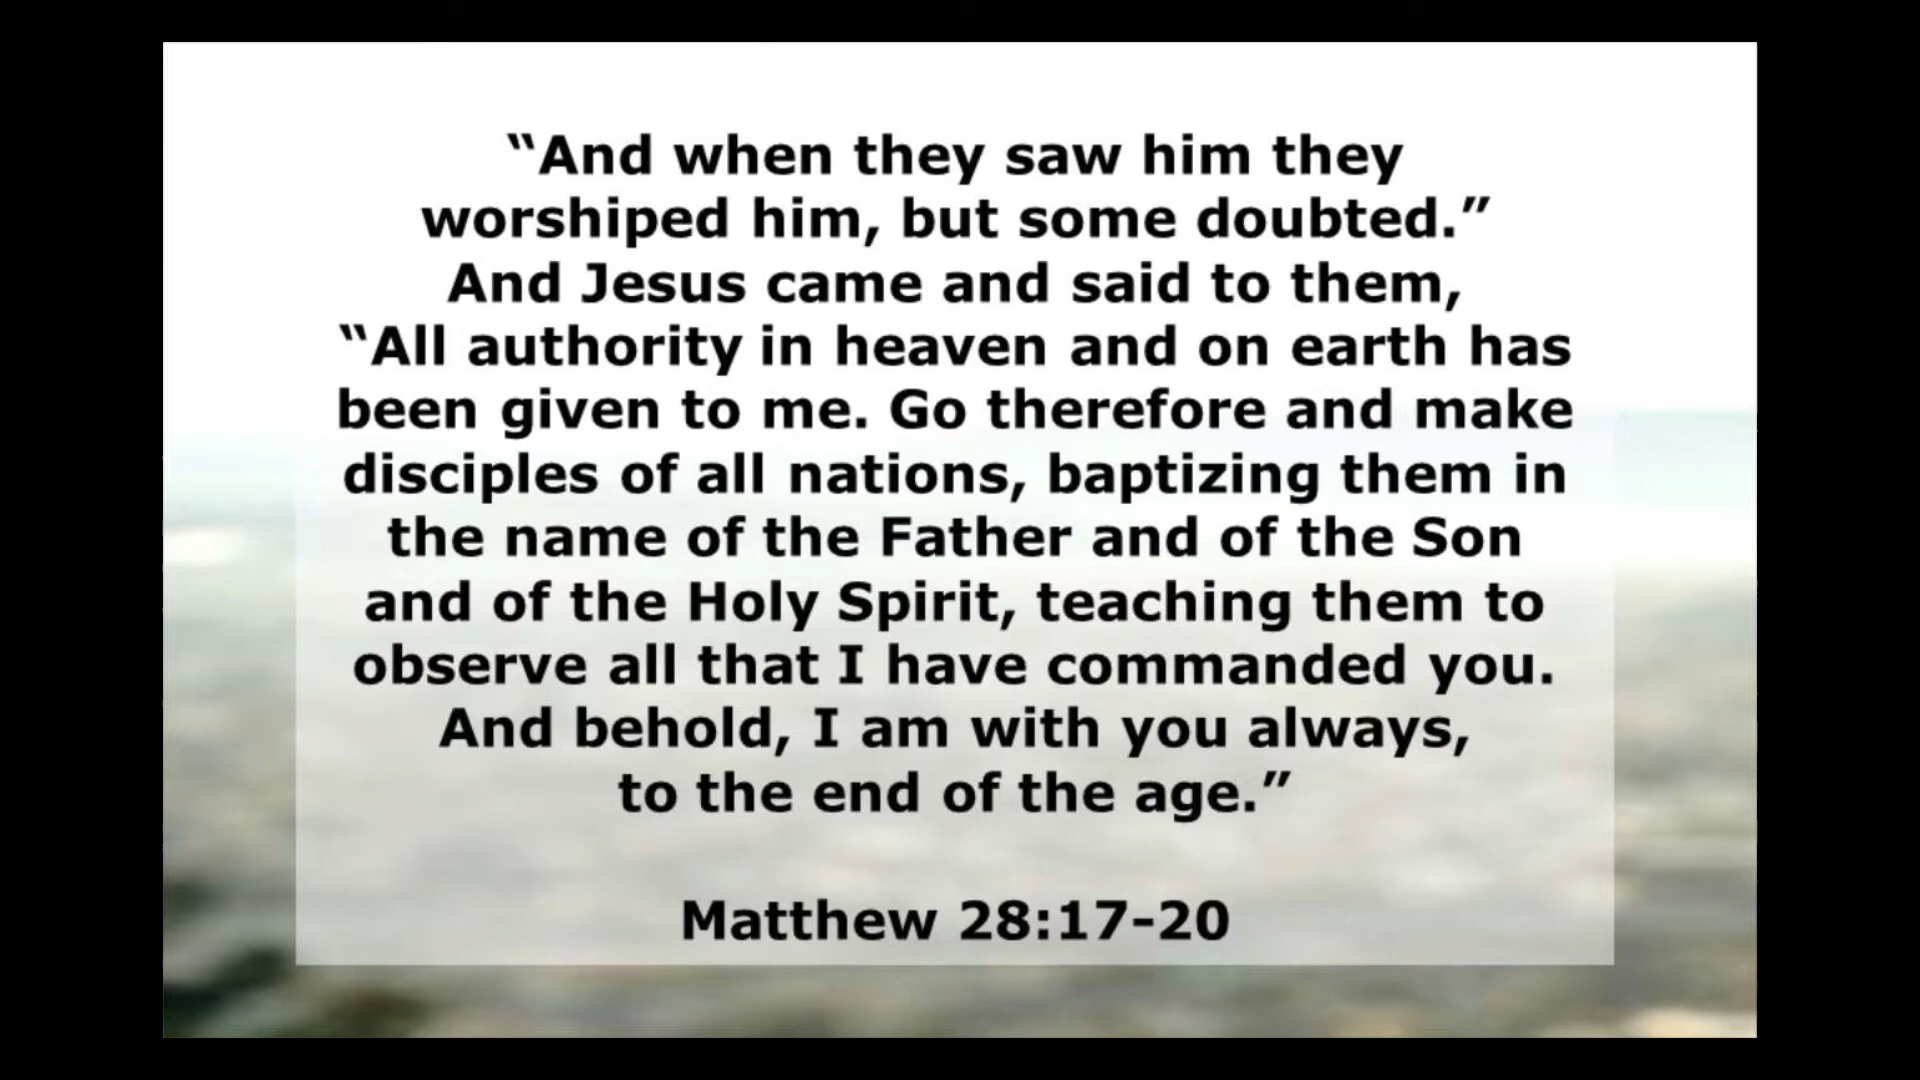 “And when they saw him they
worshiped him, but some doubted.”
And Jesus came and said to them,
“All authority in heaven and on earth has
been given to me. Go therefore and make
disciples of all nations, baptizing them in
the name of the Father and of the Son
and of the Holy Spirit, teaching them to
observe all that I have commanded you.
And behold, I am with you always,
to the end of the age.”
Matthew 28:17-20